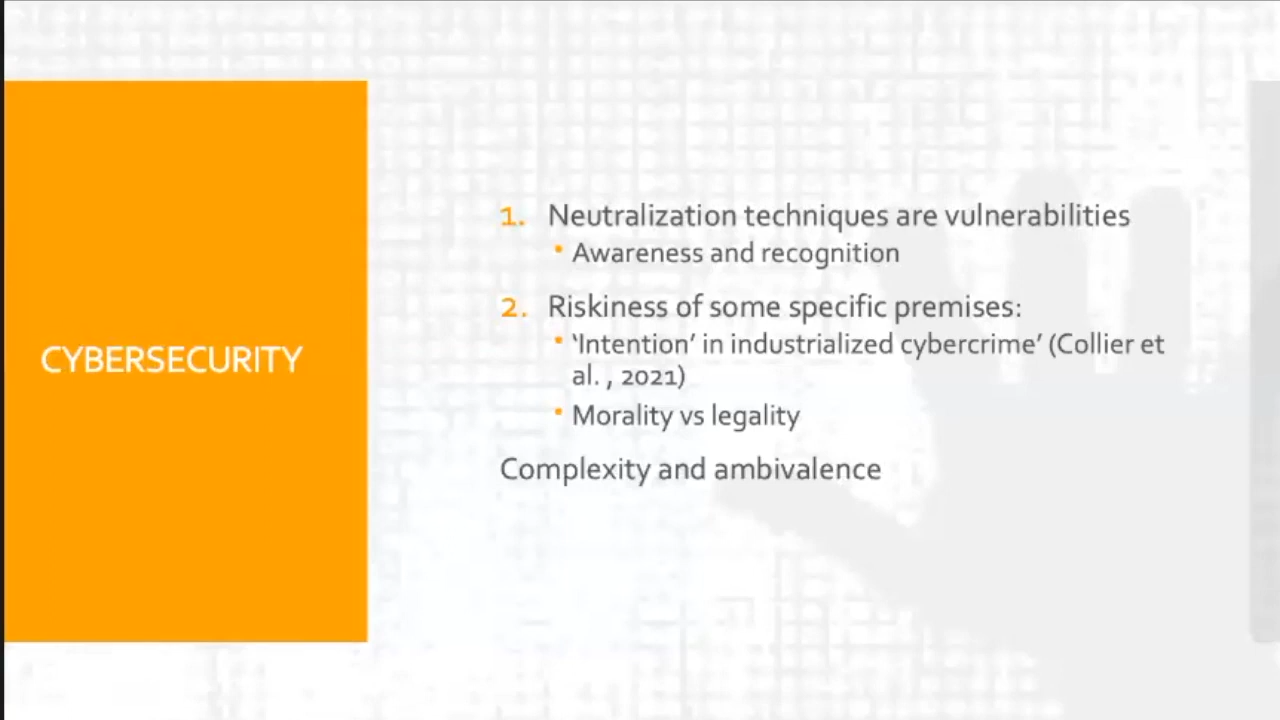 CYBERSECURITY
1. Neutralization techniques are vulnerabilities
• Awareness and recognition
2. Riskiness of some specific premises:
• ‘Intention’ in industrialized cybercrime’ (Collier et
al. , 2021)
• Morality vs legality
Complexity and ambivalence